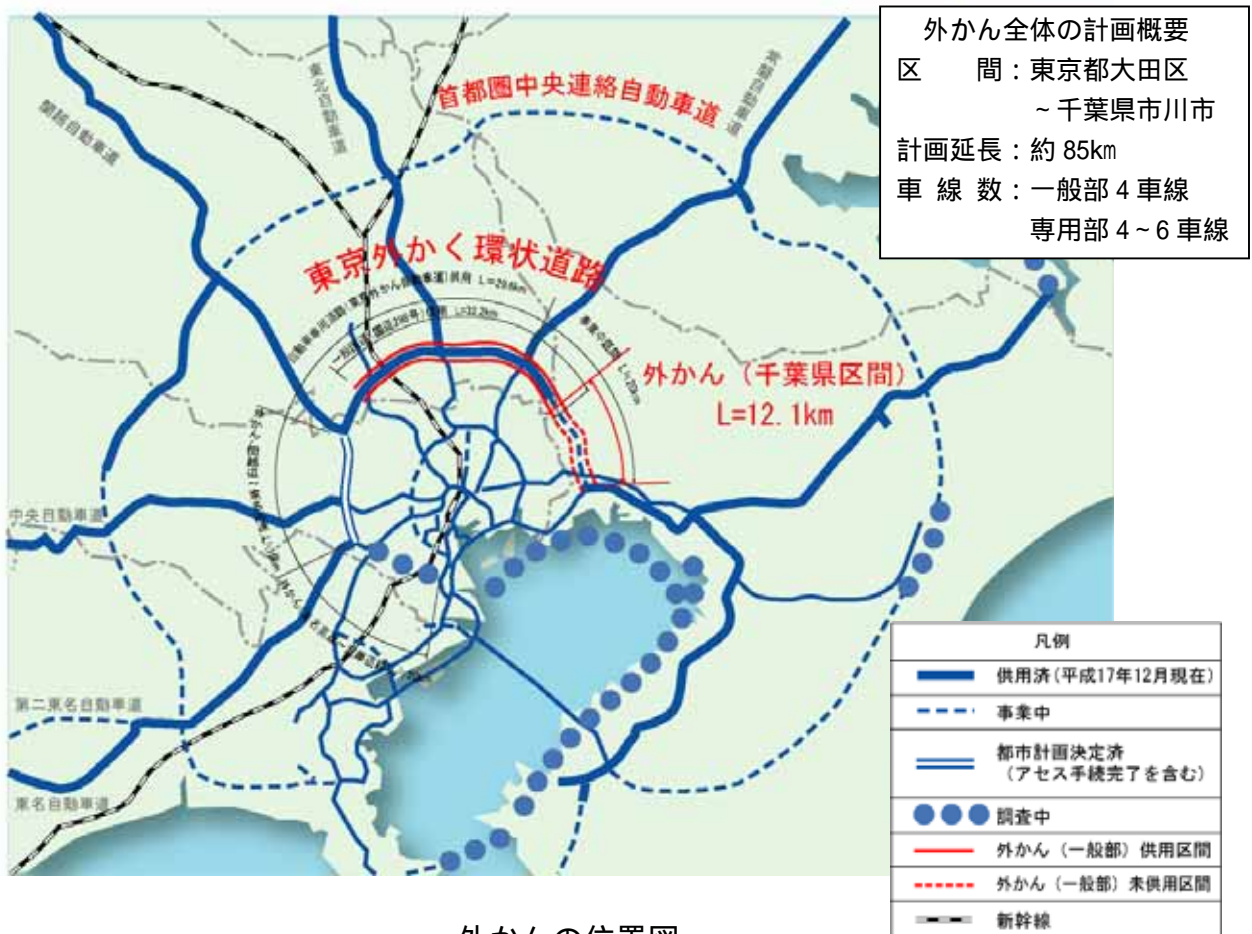 外かん全体の計画概要
区　　間：東京都大田区
～千葉県市川市
計画延長：約 85㎞
車 線 数：一般部 4 車線
専用部 4～6 車線
関越自動車道
東北自動車道
首都圏中央連絡自動車道
常磐自動車道
東京外かく環状道路
外かん（千葉県区間）
L=12.1km
中央自動車道
第二東名自動車道
東名自動車道
凡例
供用済(平成17年12月現在)
事業中
都市計画決定済
（アセス手続完了を含む）
調査中
外かん（一般部）供用区間
外かん（一般部）未供用区間
新幹線
外かんの位置図